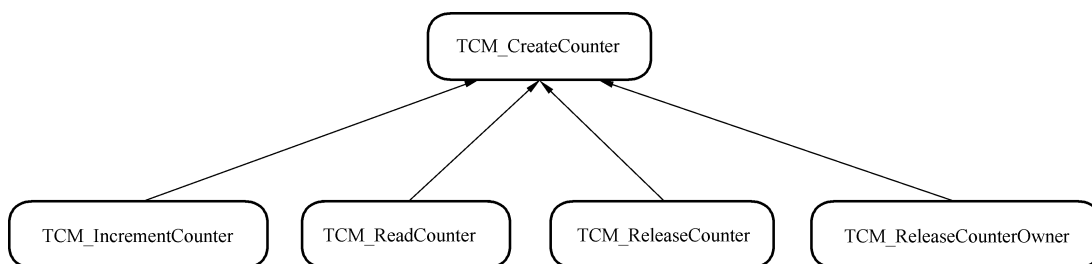 TCM_CreateCounter
TCM_IncrementCounter
TCM_ReadCounter
TCM_ReleaseCounter
TCM_ReleaseCounterOwner